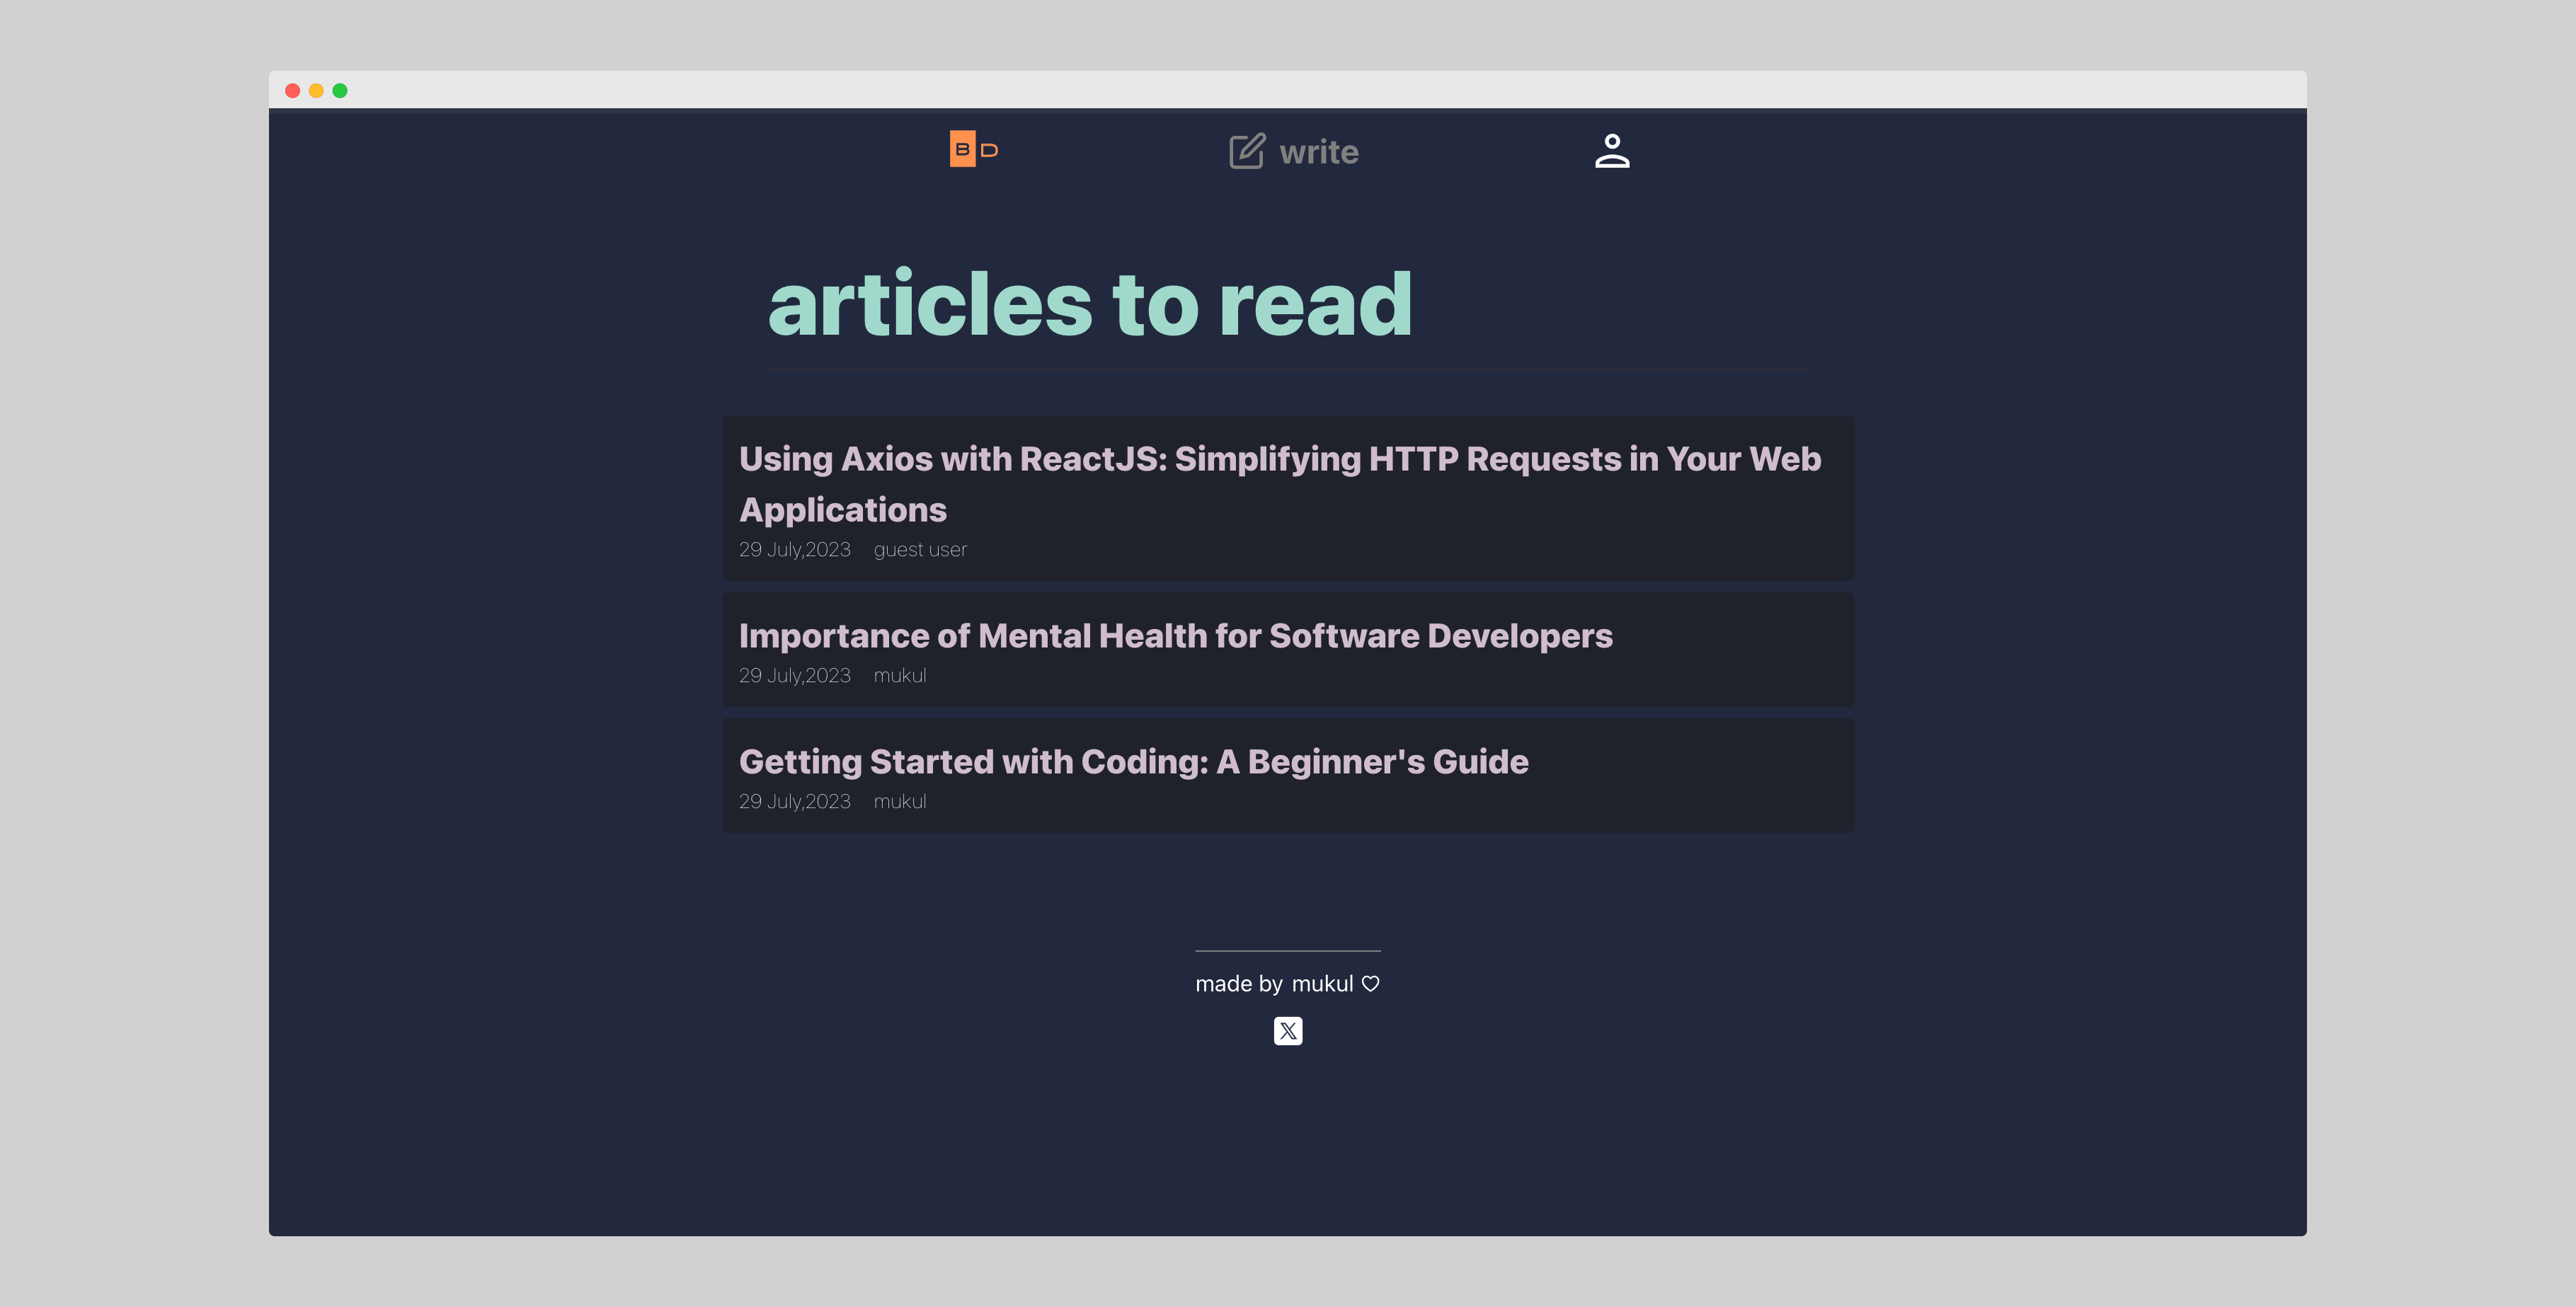 B D
write
articles to read
Using Axios with ReactJS: Simplifying HTTP Requests in Your Web
Applications
29 July,2023 guest user
Importance of Mental Health for Software Developers
29 July,2023 mukul
Getting Started with Coding: A Beginner's Guide
29 July,2023 mukul
made by mukul ♡
𝕏